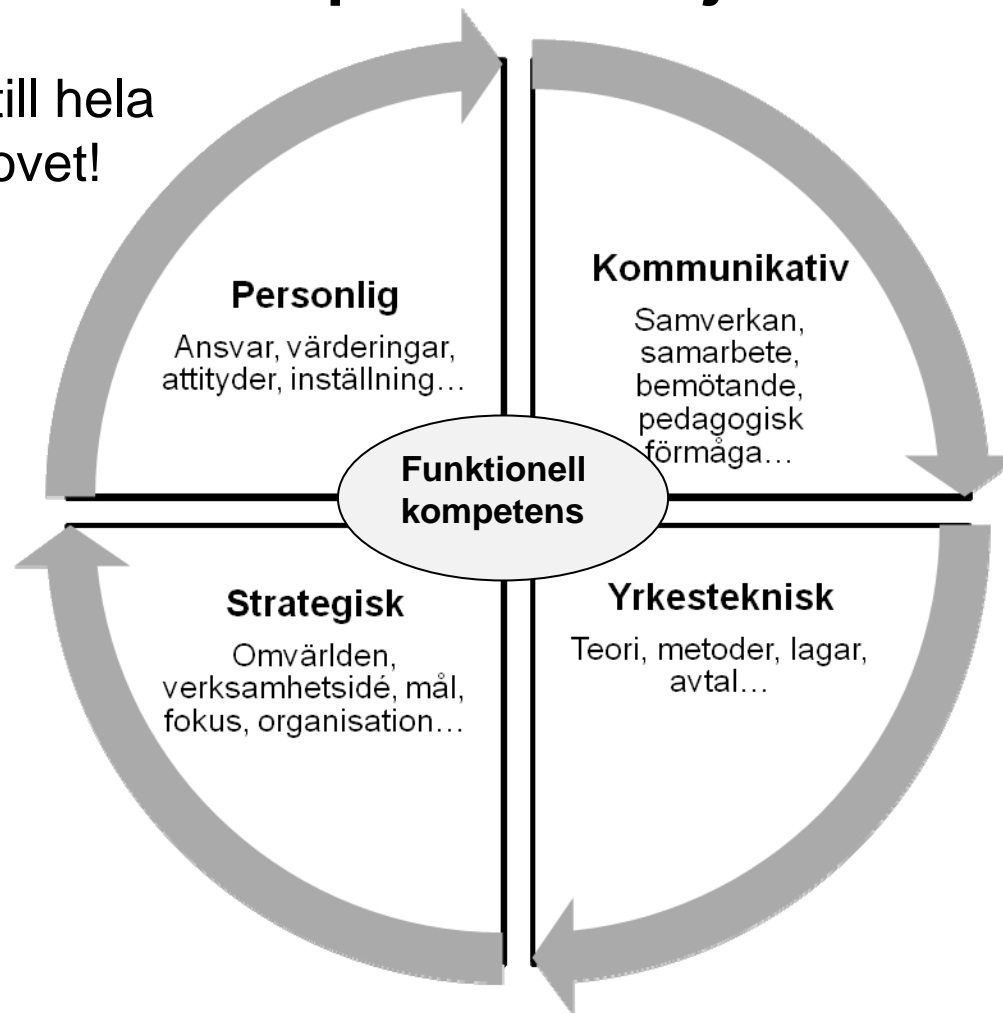 till hela
Personlig
Ansvar, värderingar,
attityder, inställning…
Kommunikativ
Samverkan,
samarbete,
bemötande,
pedagogisk
förmåga…
Funktionell
kompetens
Strategisk
Omvärlden,
verksamhetsidé, mål,
fokus, organisation…
Yrkesteknisk
Teori, metoder, lagar,
avtal…